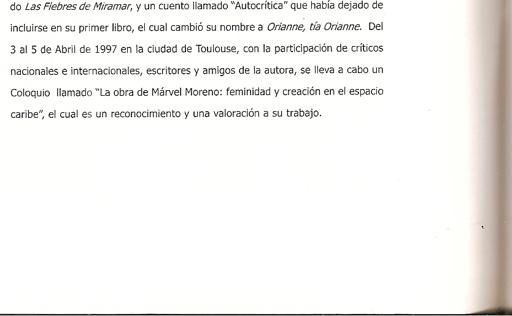 do Las Fiebres de Miramar, y un cuento llamado "Autocrítica" que había dejado de
incluirse en su primer libro, el cual cambió su nombre a Orianne, tía Orianne. Del
3 al 5 de Abril de 1997 en la ciudad de Toulouse, con la participación de críticos
nacionales e internacionales, escritores y amigos de la autora, se lleva a cabo un
Coloquio llamado "La obra de Márvel Moreno: feminidad y creación en el espacio
caribe", el cual es un reconocimiento y una valoración a su trabajo.